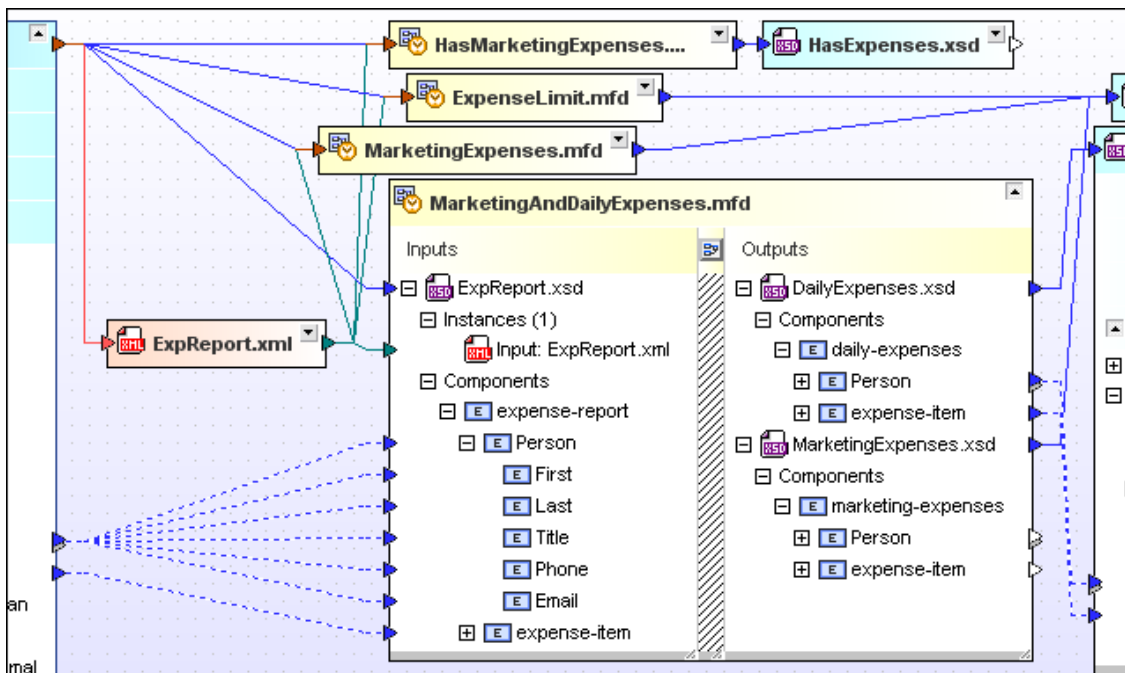 HasMarketingExpenses....
HasExpenses.xsd
ExpenseLimit.mfd
MarketingExpenses.mfd
MarketingAndDailyExpenses.mfd
Inputs
Outputs
ExpReport.xsd
DailyExpenses.xsd
Instances (1)
Components
ExpReport.xml
Input: ExpReport.xml
daily-expenses
Components
Person
expense-report
expense-item
Person
MarketingExpenses.xsd
First
Components
Last
marketing-expenses
Title
Person
Phone
expense-item
Email
an
expense-item
mal